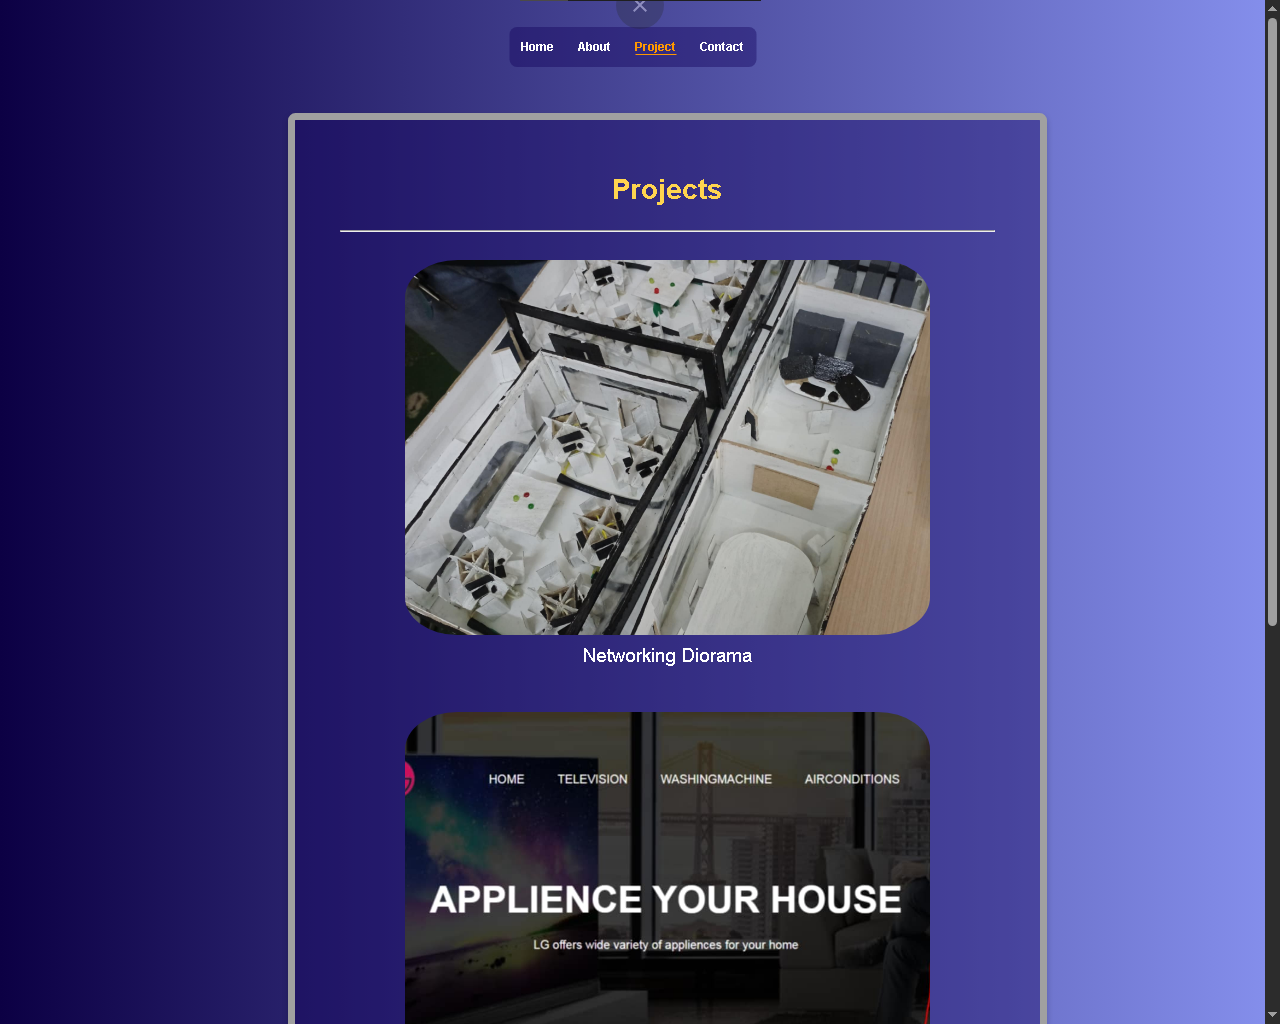 Home About Project Contact
Projects
Networking Diorama
HOME TELEVISION WASHINGMACHINE AIRCONDITIONS
APPLIENCE YOUR HOUSE
LG offers wide variety of appliences for your home